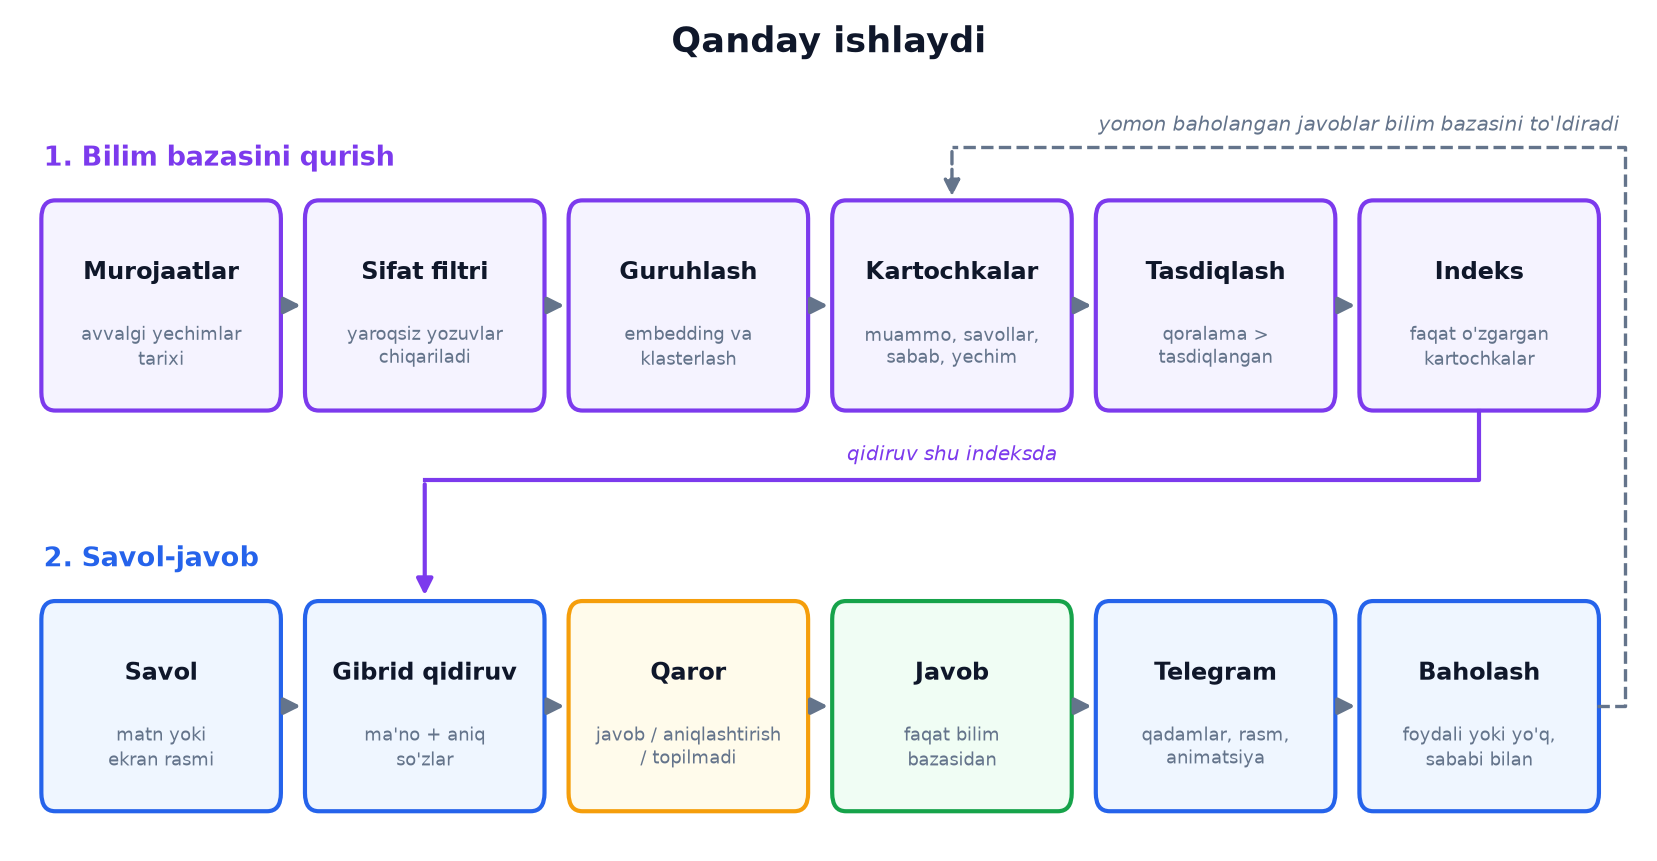 Qanday ishlaydi
yomon baholangan javoblar bilim bazasini to'ldiradi
1. Bilim bazasini qurish
Murojaatlar
avvalgi yechimlar
tarixi
Sifat filtri
yaroqsiz yozuvlar
chiqariladi
Guruhlash
embedding va
klasterlash
Kartochkalar
muammo, savollar,
sabab, yechim
Tasdiqlash
qoralama >
tasdiqlangan
Indeks
faqat o'zgargan
kartochkalar
qidiruv shu indeksda
2. Savol-javob
Savol
matn yoki
ekran rasmi
Gibrid qidiruv
ma'no + aniq
so'zlar
Qaror
javob / aniqlashtirish
/ topilmadi
Javob
faqat bilim
bazasidan
Telegram
qadamlar, rasm,
animatsiya
Baholash
foydali yoki yo'q,
sababi bilan